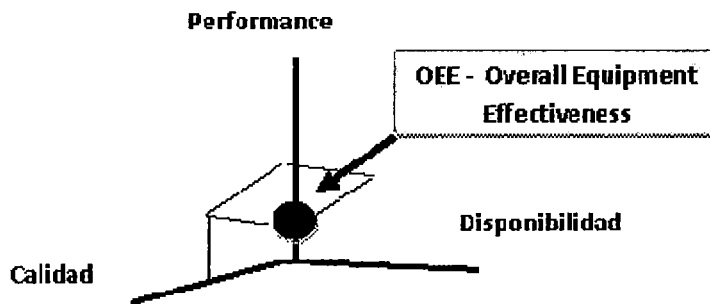 Performance
OEE - Overall Equipment
Effectiveness
Disponibilidad
Calidad